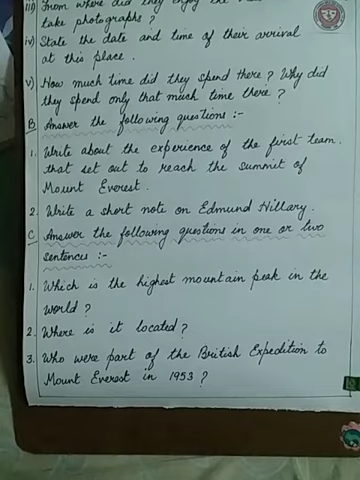 iii) From where did they enjoy the
take photographs ?
iv) State the date and time of their arrival
at this place.
v) How much time did they spend there ? Why did
they spend only that much time there ?
B Answer the following questions :-
1. Write about the experience of the first team
that set out to reach the summit of
Mount Everest.
2. Write a short note on Edmund Hillary.
C Answer the following questions in one or two
sentences :-
1. Which is the highest mountain peak in the
world ?
2. Where is it located ?
3. Who were part of the British Expedition to
Mount Everest in 1953 ?